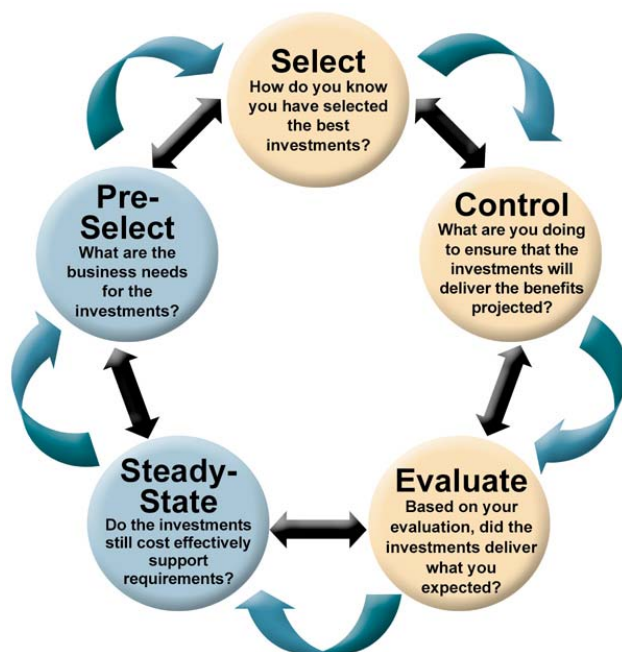 Select
How do you know
you have selected
the best
investments?
Pre-
Select
What are the
business needs
for the
investments?
Control
What are you doing
to ensure that the
investments will
deliver the benefits
projected?
Steady-
State
Do the investments
still cost effectively
support
requirements?
Evaluate
Based on your
evaluation, did the
investments deliver
what you
expected?